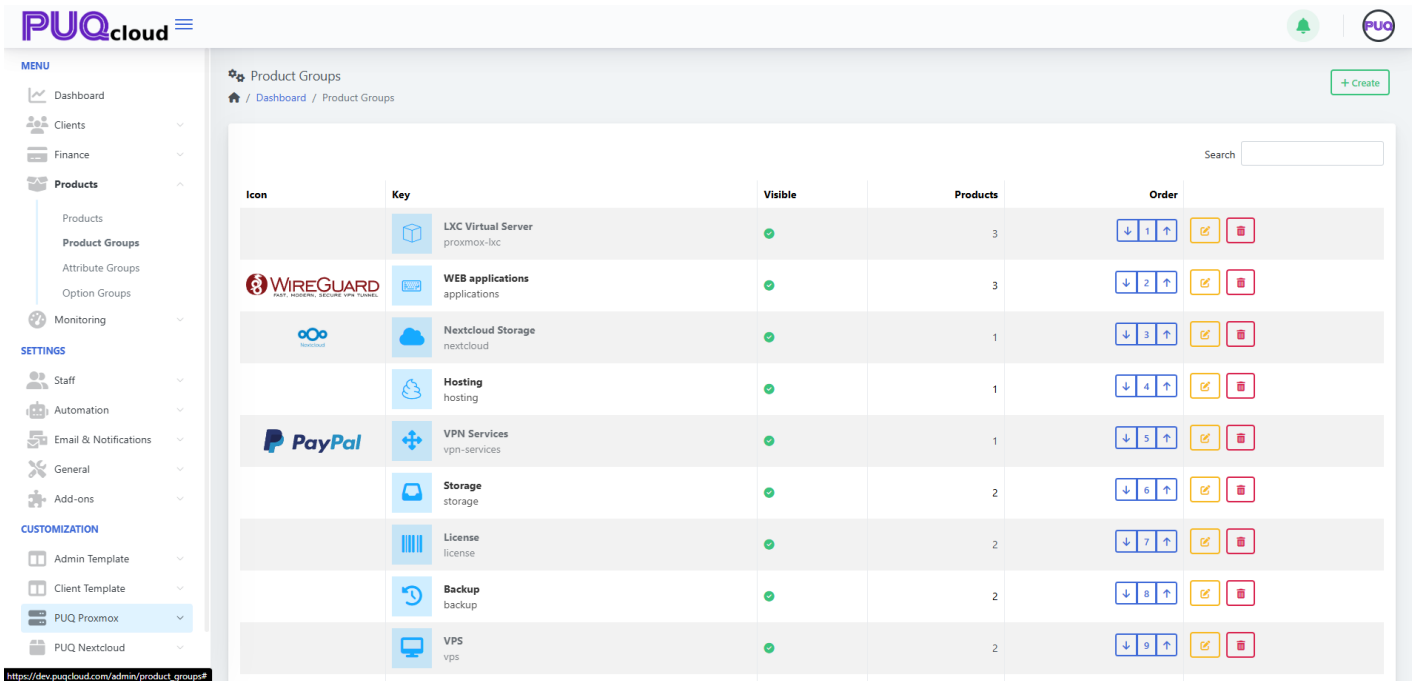 PUQcloud
PUQ
MENU
Dashboard
Clients
Finance
Products
Products
Product Groups
Attribute Groups
Option Groups
Monitoring
SETTINGS
Staff
Automation
Email & Notifications
General
Add-ons
CUSTOMIZATION
Admin Template
Client Template
PUQ Proxmox
PUQ Nextcloud
https://dev.puqcloud.com/admin/product_groups#
Product Groups
/ Dashboard / Product Groups
+ Create
Search
Icon Key Visible Products Order
LXC Virtual Server
proxmox-lxc
3 1
WIREGUARD
FAST, MODERN, SECURE VPN TUNNEL
WEB applications
applications
3 2
Nextcloud
Nextcloud Storage
nextcloud
1 3
Hosting
hosting
1 4
PayPal
VPN Services
vpn-services
1 5
Storage
storage
2 6
License
license
2 7
Backup
backup
2 8
VPS
vps
2 9